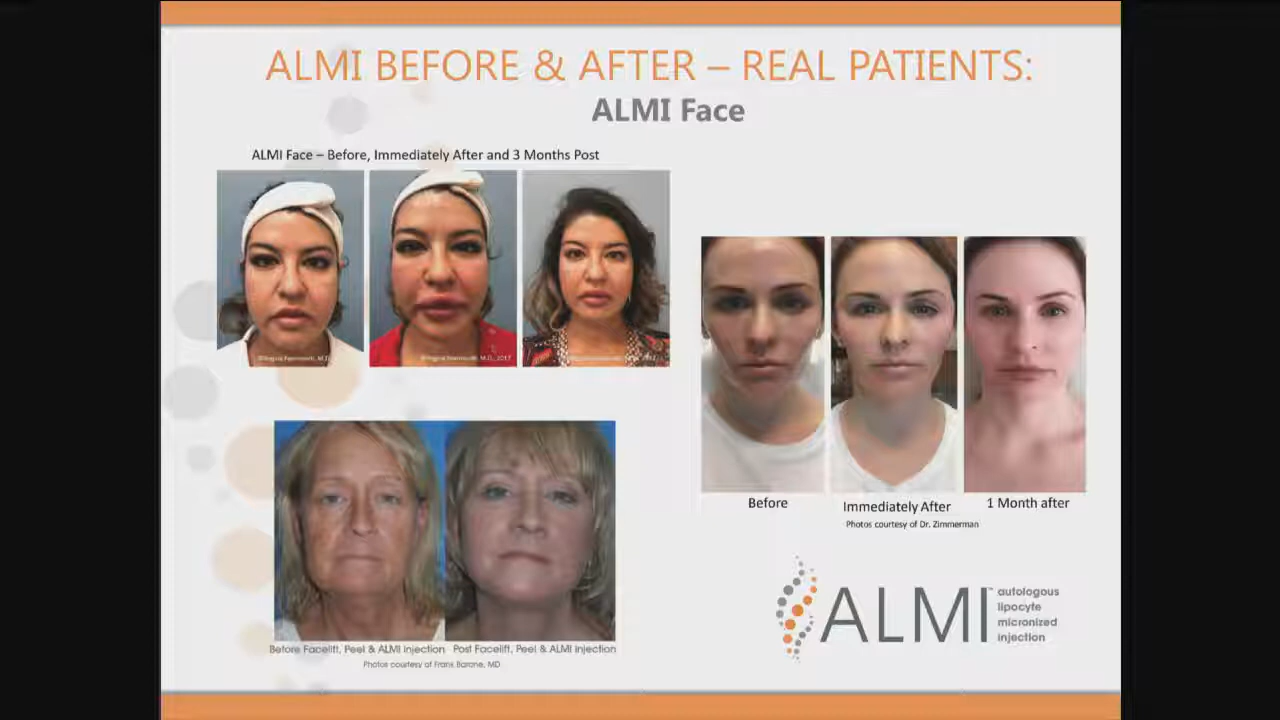 ALMI BEFORE & AFTER – REAL PATIENTS:
ALMI Face
ALMI Face – Before, Immediately After and 3 Months Post
M.D., 2017
Before
Immediately After
1 Month after
Photos courtesy of Dr. Zimmerman
Before Facelift, Peel & ALMI injection
Post Facelift, Peel & ALMI injection
Photos courtesy of Frank Barone, MD
ALMI™
autologous
lipocyte
micronized
injection